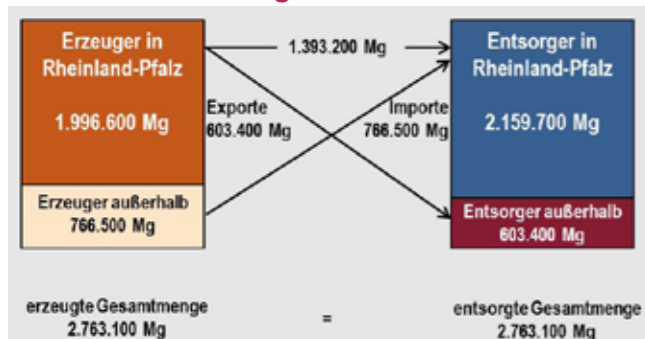 Erzeuger in
Rheinland-Pfalz
1.996.600 Mg
Erzeuger außerhalb
766.500 Mg
1.393.200 Mg
Exporte
603.400 Mg
Importe
766.500 Mg
Entsorger in
Rheinland-Pfalz
2.159.700 Mg
Entsorger außerhalb
603.400 Mg
erzeugte Gesamtmenge
2.763.100 Mg
=
entsorgte Gesamtmenge
2.763.100 Mg